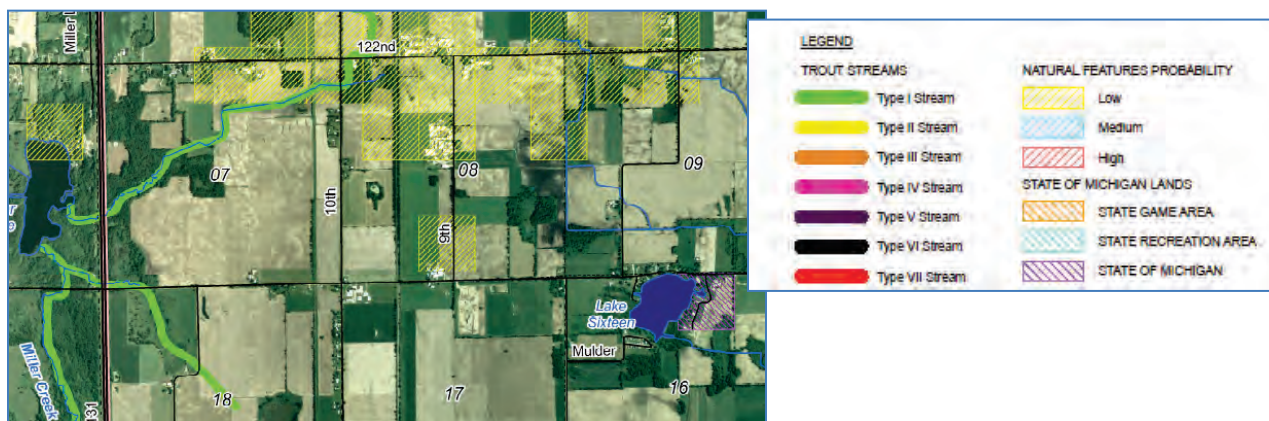 Miller L
122nd
07
10th
08
09
9th
Lake
Sixteen
Mulder
Miller Creek
131
18
17
16
LEGEND
TROUT STREAMS
Type I Stream
Type II Stream
Type III Stream
Type IV Stream
Type V Stream
Type VI Stream
Type VII Stream
NATURAL FEATURES PROBABILITY
Low
Medium
High
STATE OF MICHIGAN LANDS
STATE GAME AREA
STATE RECREATION AREA
STATE OF MICHIGAN